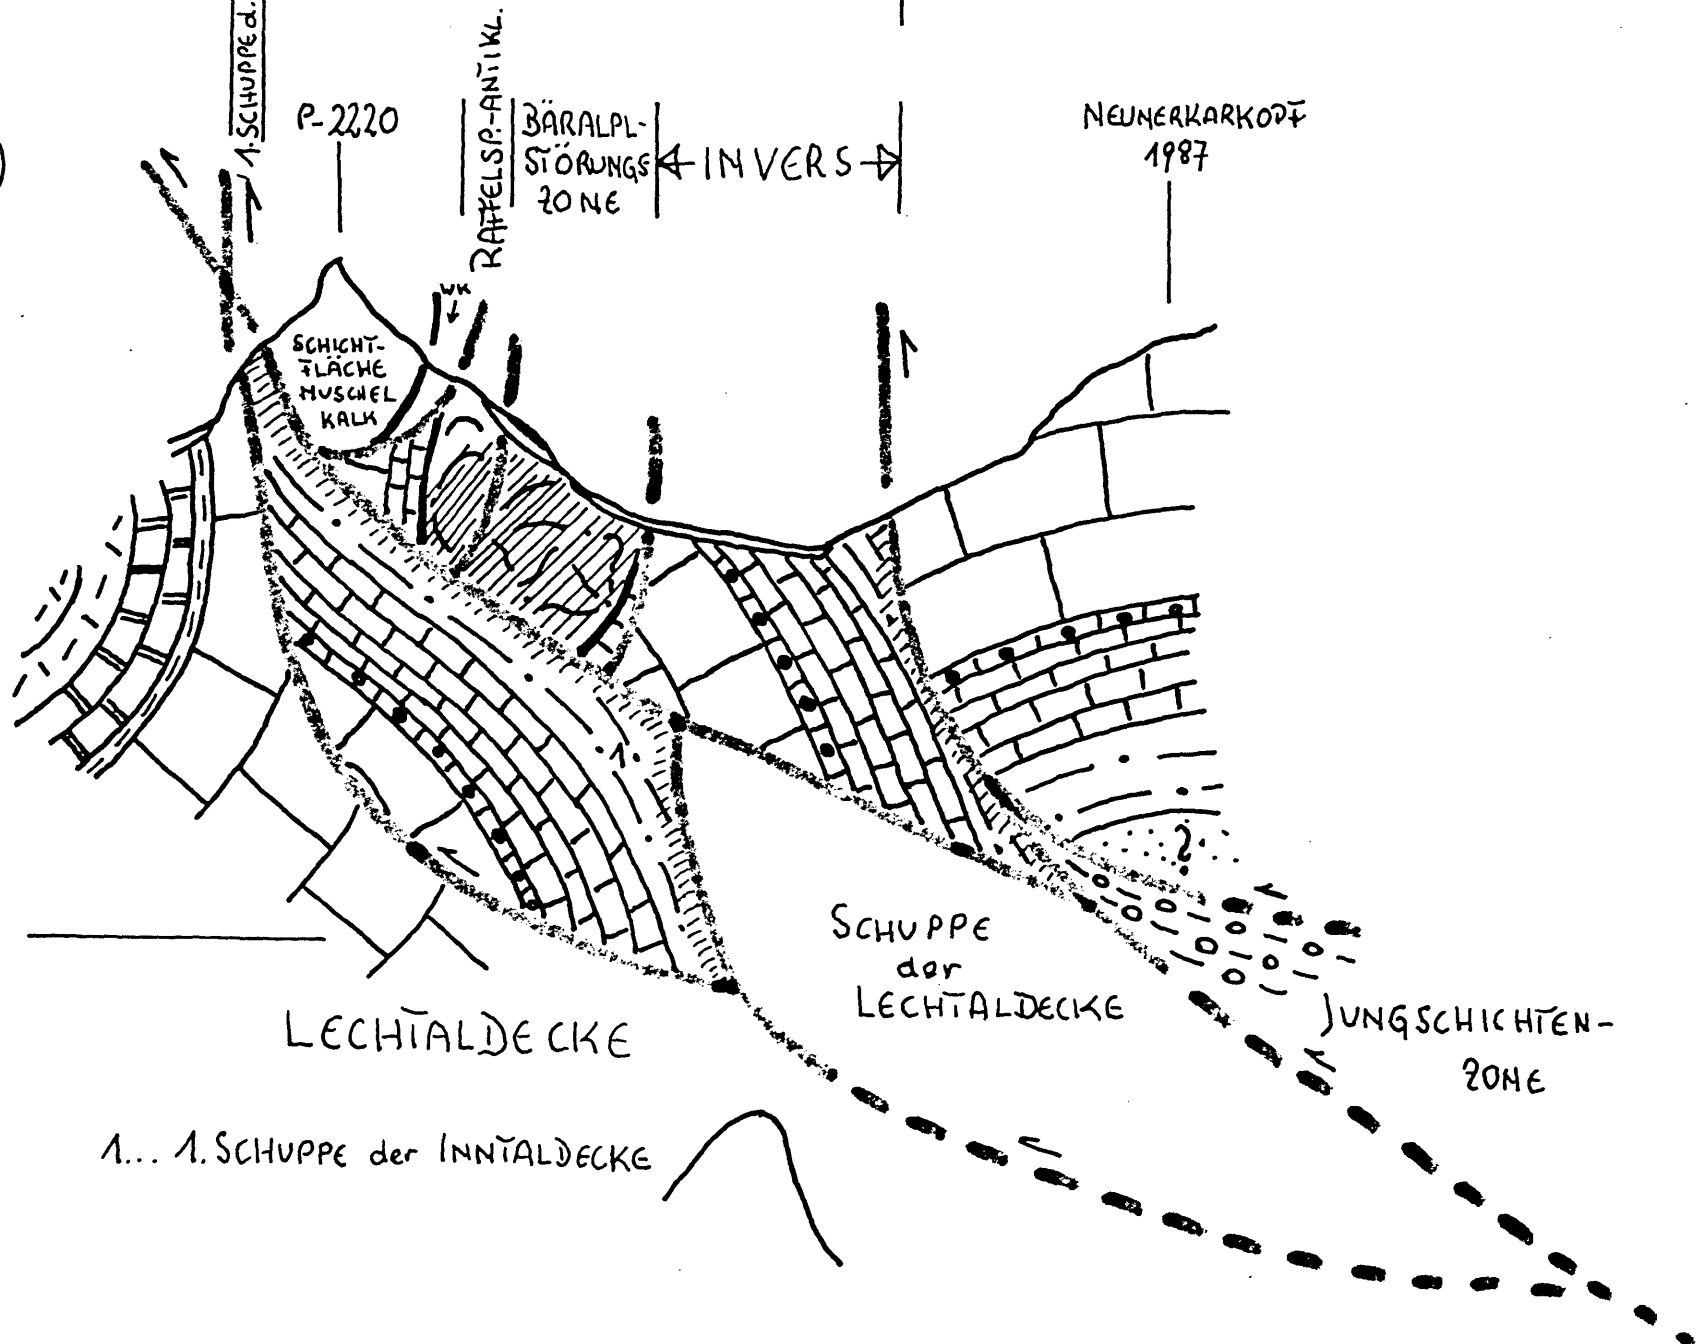 1. SCHUPPE d.
P-2220
RAFFELSP.-ANTIKL.
BÄRALPL-
STÖRUNGS
ZONE
INVERS
NEUNERKARKOPF
1987
WK
SCHICHT-
FLÄCHE
MUSCHEL
KALK
1
?
SCHUPPE
der
LECHTALDECKE
JUNGSCHICHTEN-
ZONE
LECHTALDECKE
1... 1. SCHUPPE der INNTALDECKE